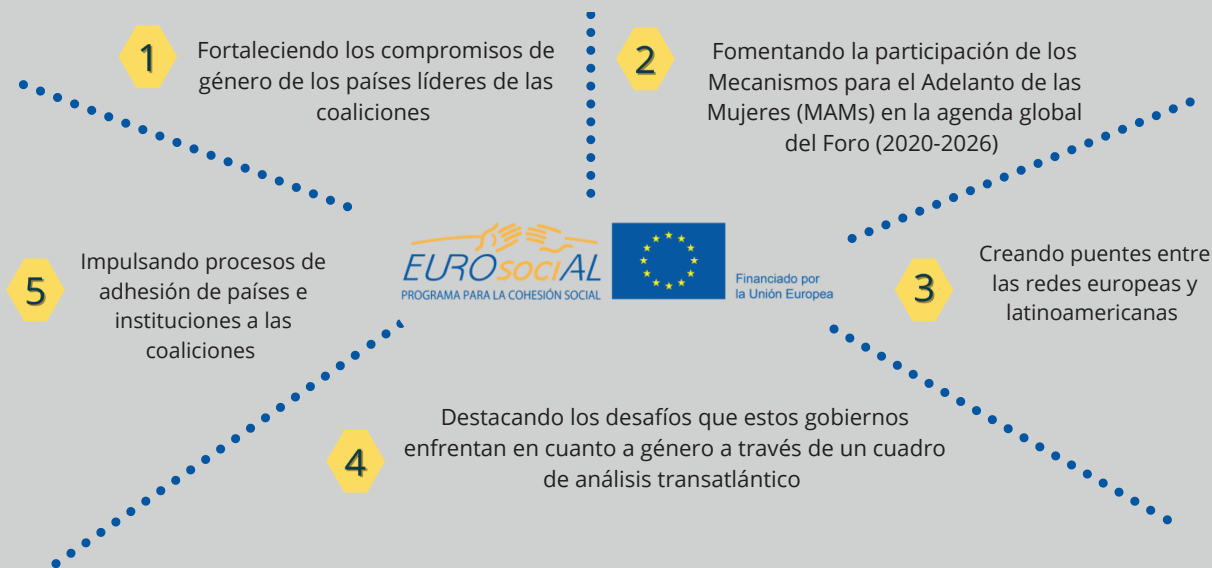 1
Fortaleciendo los compromisos de
género de los países líderes de las
coaliciones
2
Fomentando la participación de los
Mecanismos para el Adelanto de las
Mujeres (MAMs) en la agenda global
del Foro (2020-2026)
EUROsociAL
PROGRAMA PARA LA COHESIÓN SOCIAL
Financiado por
la Unión Europea
3
Creando puentes entre
las redes europeas y
latinoamericanas
4
Destacando los desafíos que estos gobiernos
enfrentan en cuanto a género a través de un cuadro
de análisis transatlántico
5
Impulsando procesos de
adhesión de países e
instituciones a las
coaliciones